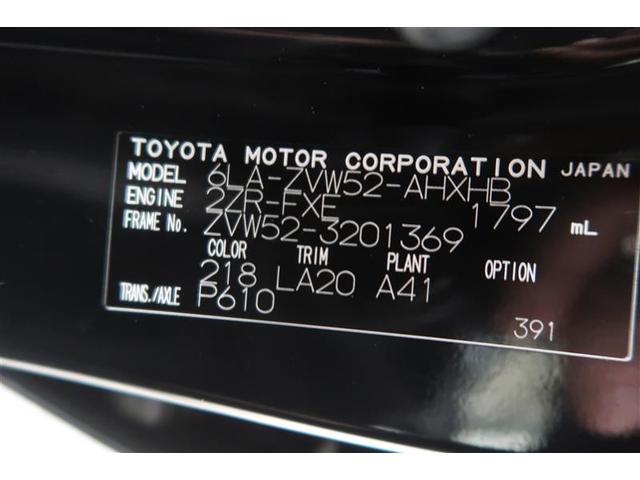 TOYOTA MOTOR CORPORATION JAPAN
MODEL 6LA-ZVW52-AHXHB
ENGINE 2ZR-FXE 1797 mL
FRAME No. ZVW52-3201369
COLOR TRIM PLANT OPTION
218 LA20 A41
TRANS./AXLE P610
391